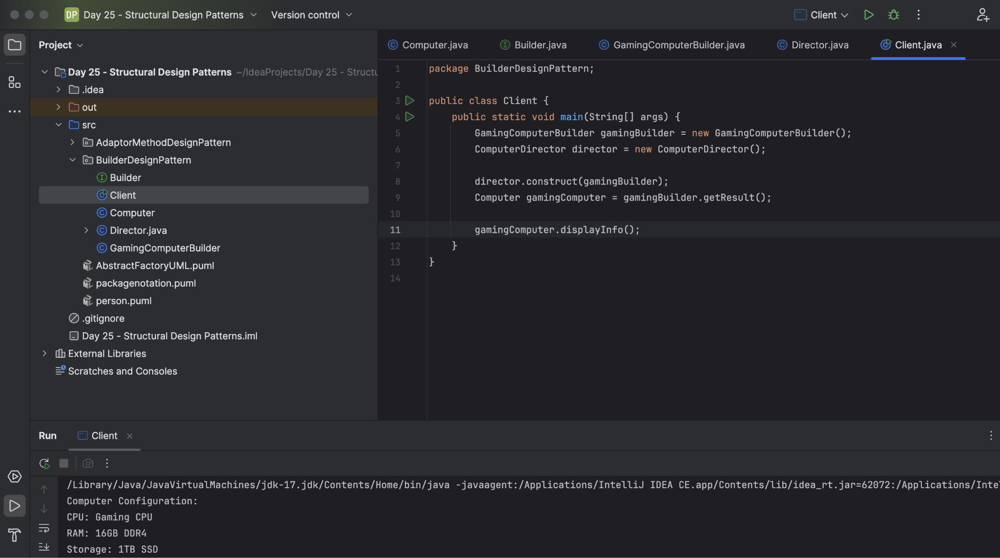 DP Day 25 - Structural Design Patterns Version control Client
Project
Day 25 - Structural Design Patterns ~/IdeaProjects/Day 25 - Structu
.idea
out
src
AdaptorMethodDesignPattern
BuilderDesignPattern
Builder
Client
Computer
Director.java
GamingComputerBuilder
AbstractFactoryUML.puml
packagenotation.puml
person.puml
.gitignore
Day 25 - Structural Design Patterns.iml
External Libraries
Scratches and Consoles
Computer.java Builder.java GamingComputerBuilder.java Director.java Client.java
1 package BuilderDesignPattern;
2
3 public class Client {
4 public static void main(String[] args) {
5 GamingComputerBuilder gamingBuilder = new GamingComputerBuilder();
6 ComputerDirector director = new ComputerDirector();
7
8 director.construct(gamingBuilder);
9 Computer gamingComputer = gamingBuilder.getResult();
10
11 gamingComputer.displayInfo();
12 }
13 }
14
Run Client
/Library/Java/JavaVirtualMachines/jdk-17.jdk/Contents/Home/bin/java -javaagent:/Applications/IntelliJ IDEA CE.app/Contents/lib/idea_rt.jar=62072:/Applications/Inte
Computer Configuration:
CPU: Gaming CPU
RAM: 16GB DDR4
Storage: 1TB SSD